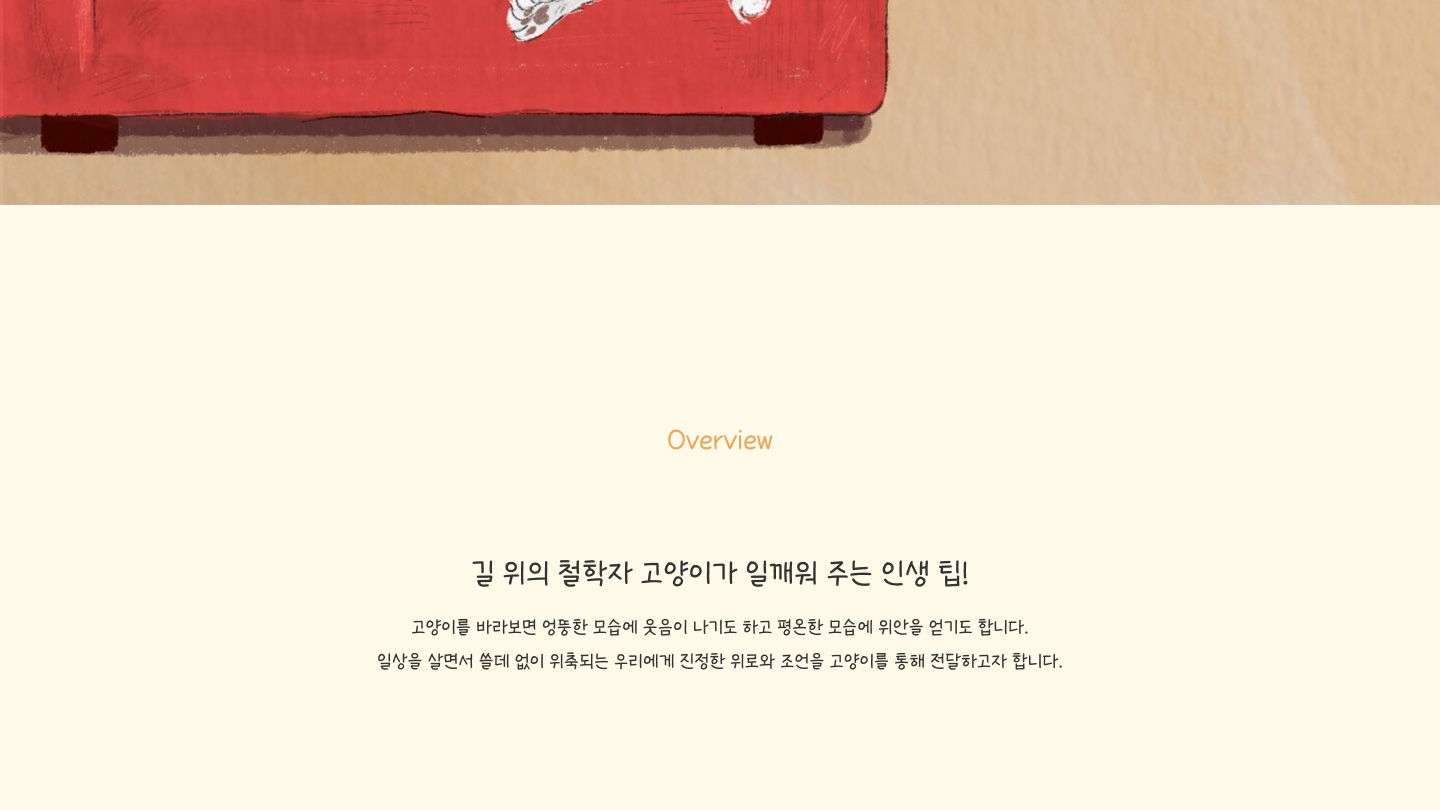 Overview
길 위의 철학자 고양이가 일깨워 주는 인생 팁!
고양이를 바라보면 엉뚱한 모습에 웃음이 나기도 하고 평온한 모습에 위안을 얻기도 합니다.
일상을 살면서 쓸데 없이 위축되는 우리에게 진정한 위로와 조언을 고양이를 통해 전달하고자 합니다.